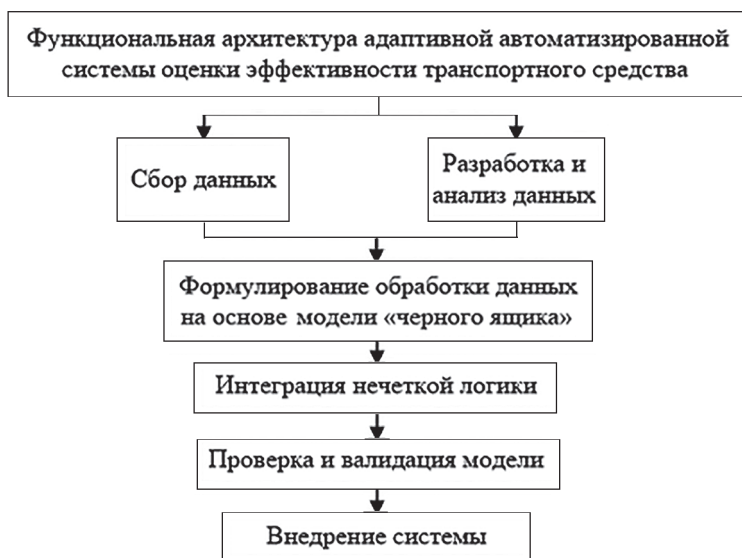 Функциональная архитектура адаптивной автоматизированной
системы оценки эффективности транспортного средства
Сбор данных
Разработка и
анализ данных
Формулирование обработки данных
на основе модели «черного ящика»
Интеграция нечеткой логики
Проверка и валидация модели
Внедрение системы